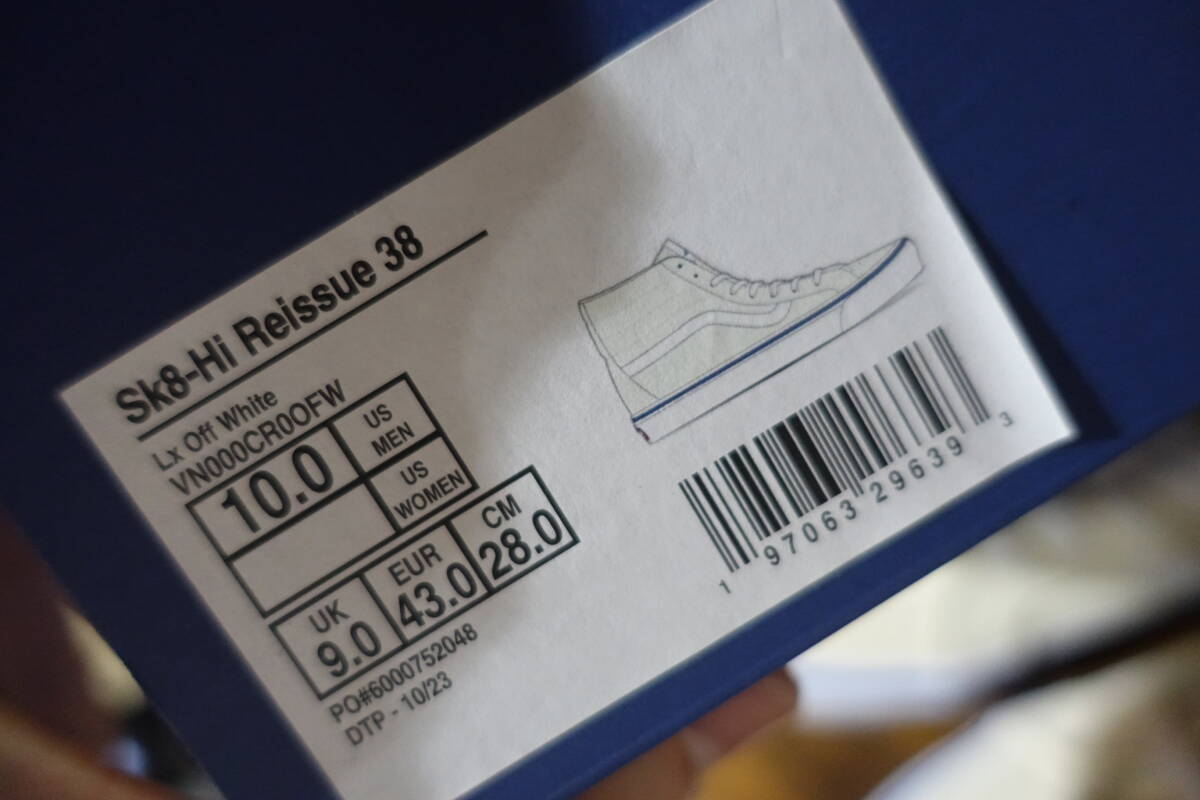 Sk8-Hi Reissue 38
Lx Off White
VN000CR0OFW
10.0 US MEN
US WOMEN
UK EUR CM
9.0 43.0 28.0
PO#6000752048
DTP - 10/23
1 97063 29639 3